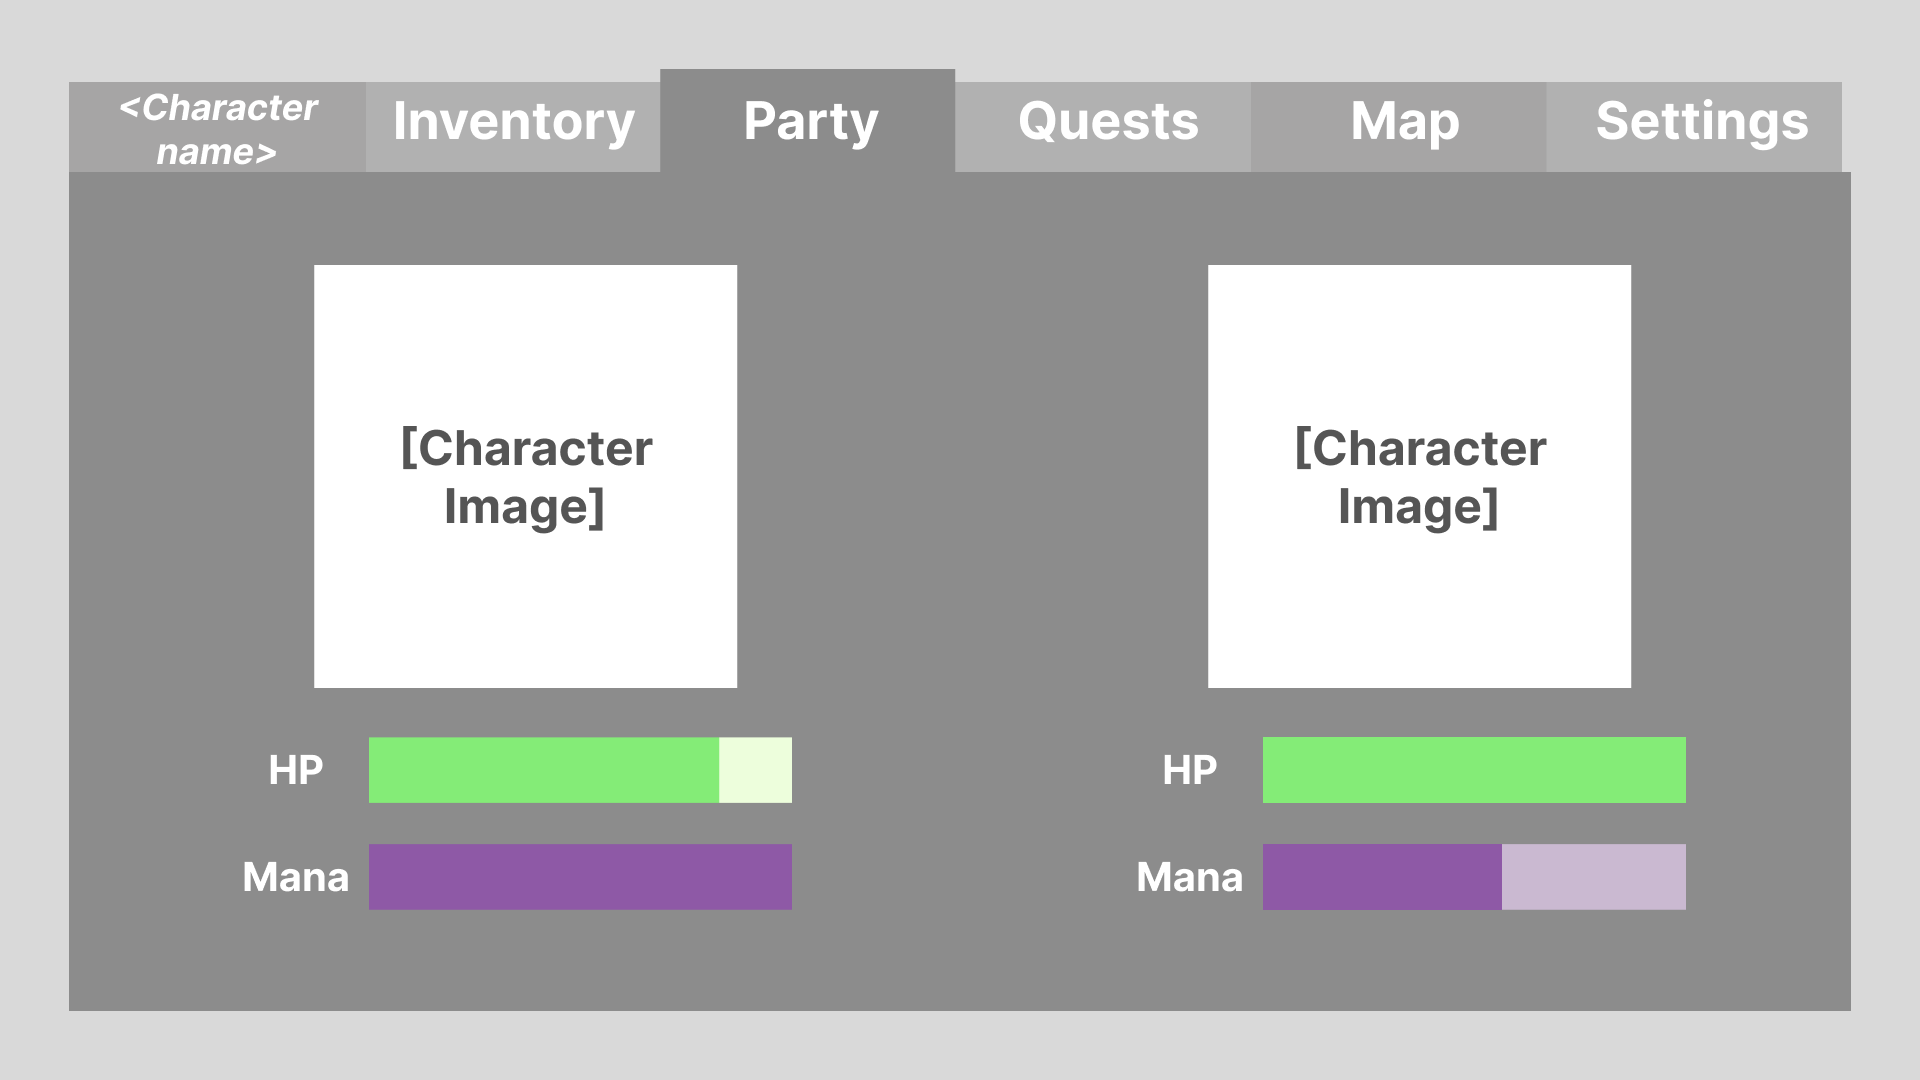 <Character
name>
Inventory
Party
Quests
Map
Settings
[Character
Image]
[Character
Image]
HP
HP
Mana
Mana